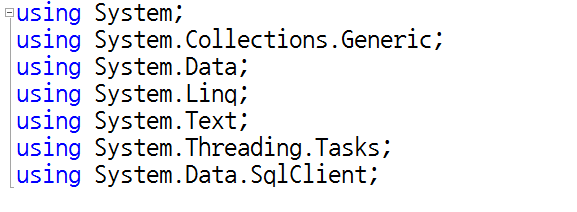 using System;
using System.Collections.Generic;
using System.Data;
using System.Linq;
using System.Text;
using System.Threading.Tasks;
using System.Data.SqlClient;